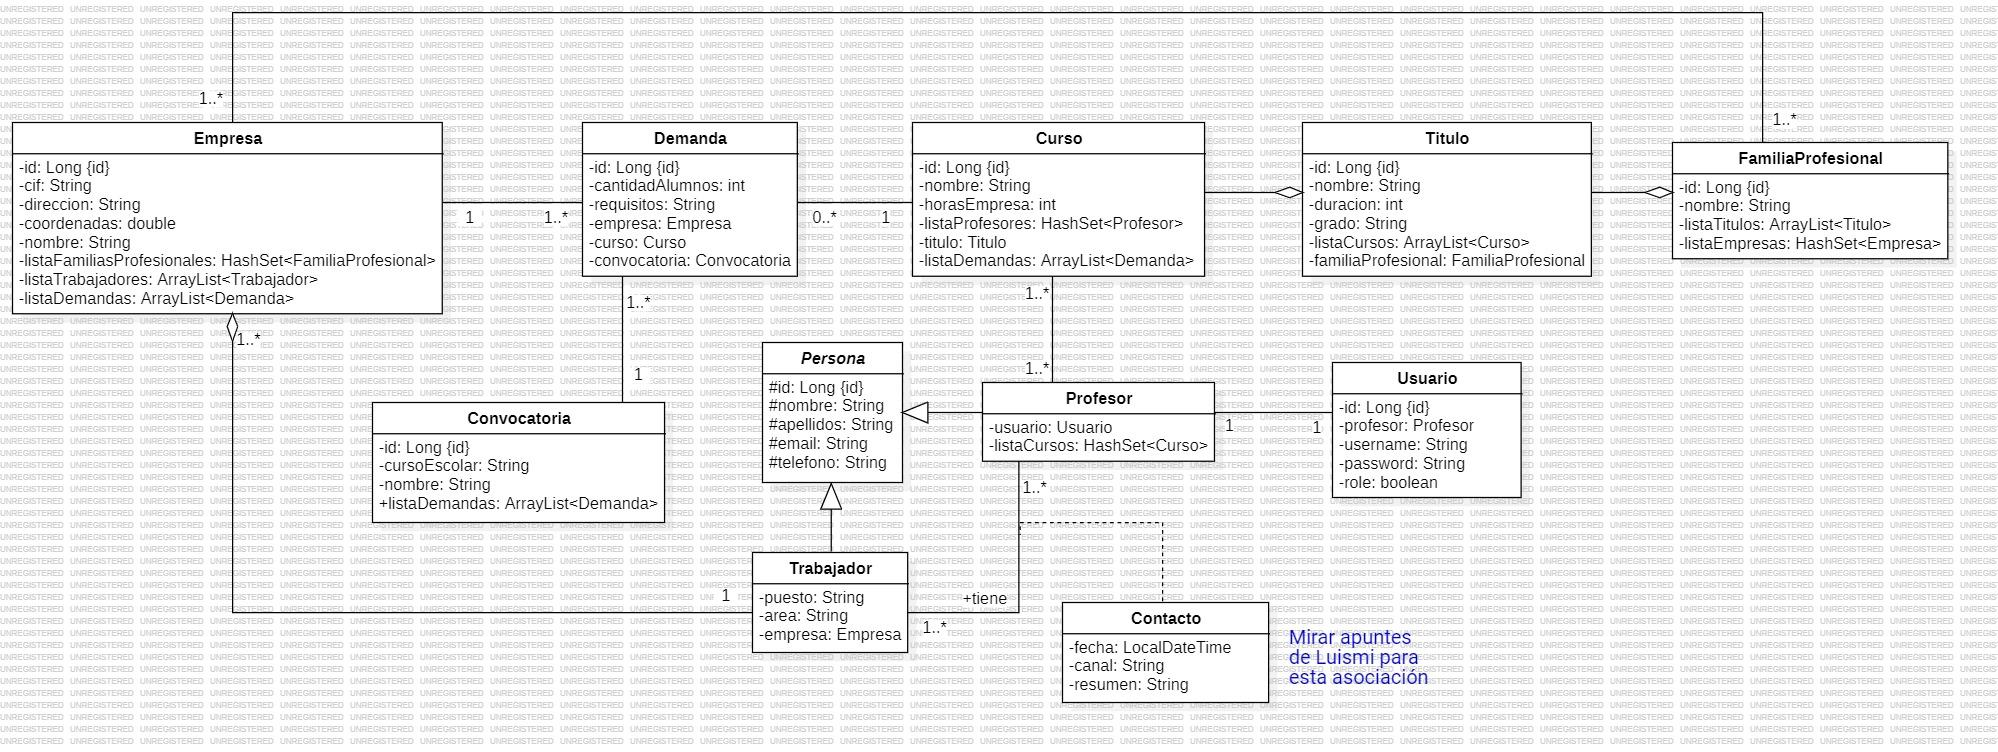 1..*
1..*
Empresa
-id: Long {id}
-cif: String
-direccion: String
-coordenadas: double
-nombre: String
-listaFamiliasProfesionales: HashSet<FamiliaProfesional>
-listaTrabajadores: ArrayList<Trabajador>
-listaDemandas: ArrayList<Demanda>
1
1..*
Demanda
-id: Long {id}
-cantidadAlumnos: int
-requisitos: String
-empresa: Empresa
-curso: Curso
-convocatoria: Convocatoria
0..*
1
Curso
-id: Long {id}
-nombre: String
-horasEmpresa: int
-listaProfesores: HashSet<Profesor>
-titulo: Titulo
-listaDemandas: ArrayList<Demanda>
Titulo
-id: Long {id}
-nombre: String
-duracion: int
-grado: String
-listaCursos: ArrayList<Curso>
-familiaProfesional: FamiliaProfesional
FamiliaProfesional
-id: Long {id}
-nombre: String
-listaTitulos: ArrayList<Titulo>
-listaEmpresas: HashSet<Empresa>
1..*
1..*
1..*
1
1..*
Convocatoria
-id: Long {id}
-cursoEscolar: String
-nombre: String
+listaDemandas: ArrayList<Demanda>
Persona
#id: Long {id}
#nombre: String
#apellidos: String
#email: String
#telefono: String
Profesor
-usuario: Usuario
-listaCursos: HashSet<Curso>
1
1
Usuario
-id: Long {id}
-profesor: Profesor
-username: String
-password: String
-role: boolean
1..*
1
Trabajador
-puesto: String
-area: String
-empresa: Empresa
+tiene
1..*
Contacto
-fecha: LocalDateTime
-canal: String
-resumen: String
Mirar apuntes
de Luismi para
esta asociación
UNREGISTERED